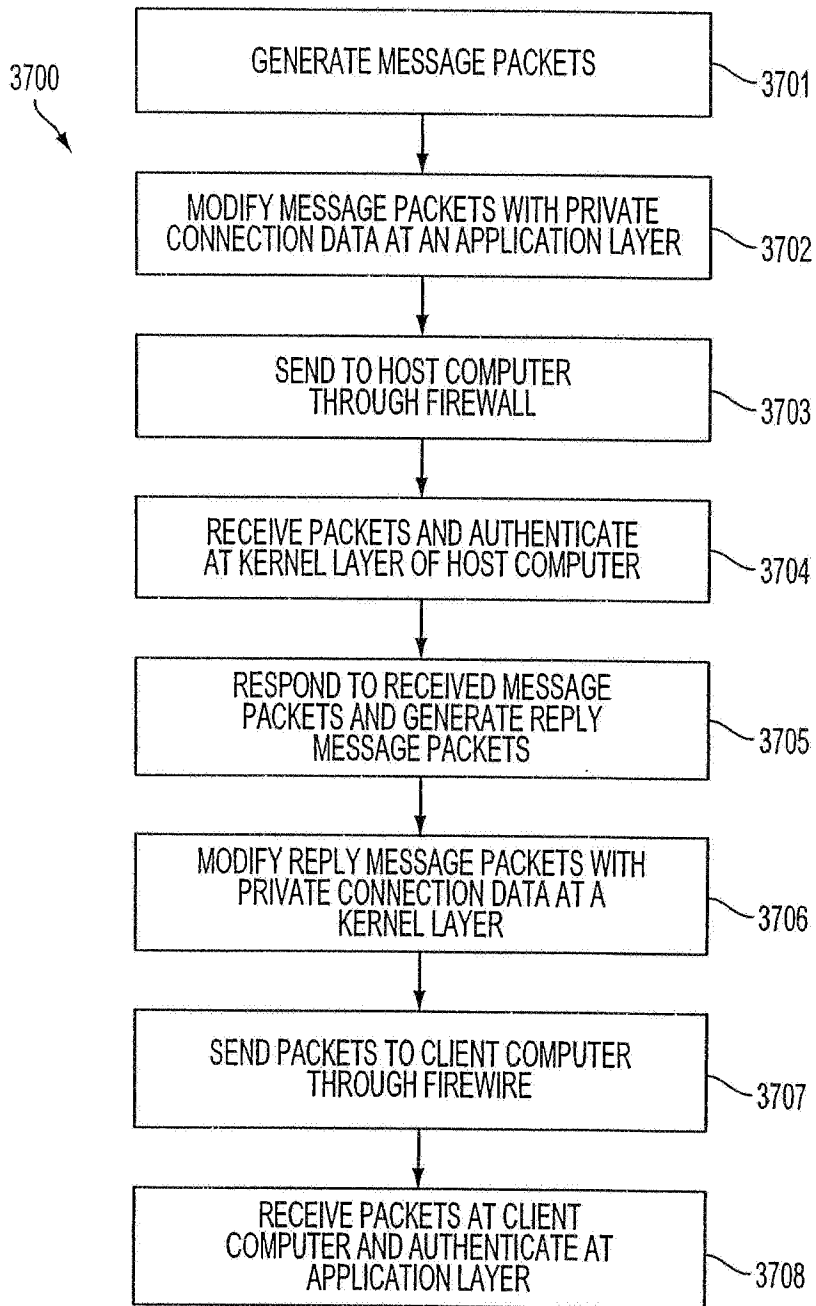 3700
GENERATE MESSAGE PACKETS
3701
MODIFY MESSAGE PACKETS WITH PRIVATE
CONNECTION DATA AT AN APPLICATION LAYER
3702
SEND TO HOST COMPUTER
THROUGH FIREWALL
3703
RECEIVE PACKETS AND AUTHENTICATE
AT KERNEL LAYER OF HOST COMPUTER
3704
RESPOND TO RECEIVED MESSAGE
PACKETS AND GENERATE REPLY
MESSAGE PACKETS
3705
MODIFY REPLY MESSAGE PACKETS WITH
PRIVATE CONNECTION DATA AT A
KERNEL LAYER
3706
SEND PACKETS TO CLIENT COMPUTER
THROUGH FIREWIRE
3707
RECEIVE PACKETS AT CLIENT
COMPUTER AND AUTHENTICATE AT
APPLICATION LAYER
3708